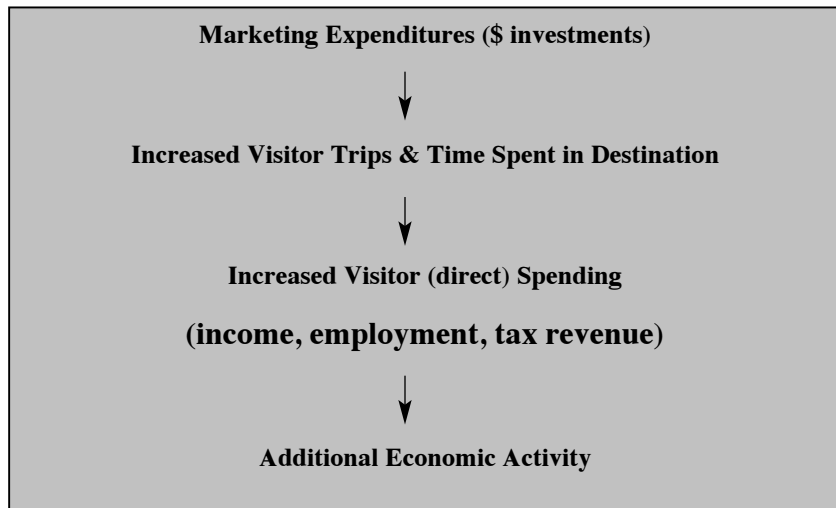 Marketing Expenditures ($ investments)
Increased Visitor Trips & Time Spent in Destination
Increased Visitor (direct) Spending
(income, employment, tax revenue)
Additional Economic Activity